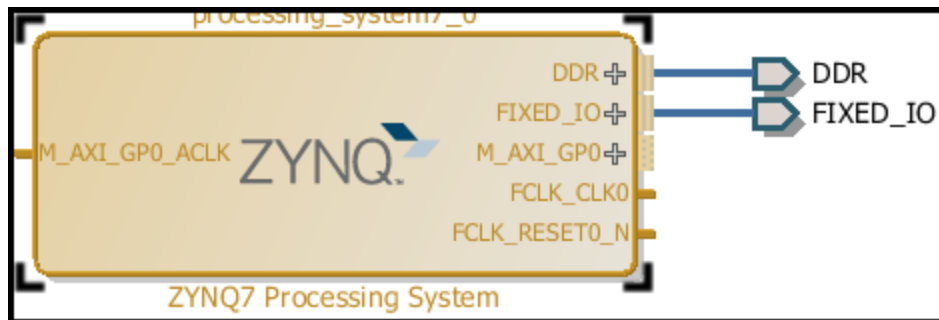 processing_system7_0
DDR
DDR
FIXED_IO
FIXED_IO
M_AXI_GP0_ACLK
ZYNQ
M_AXI_GP0
FCLK_CLK0
FCLK_RESET0_N
ZYNQ7 Processing System